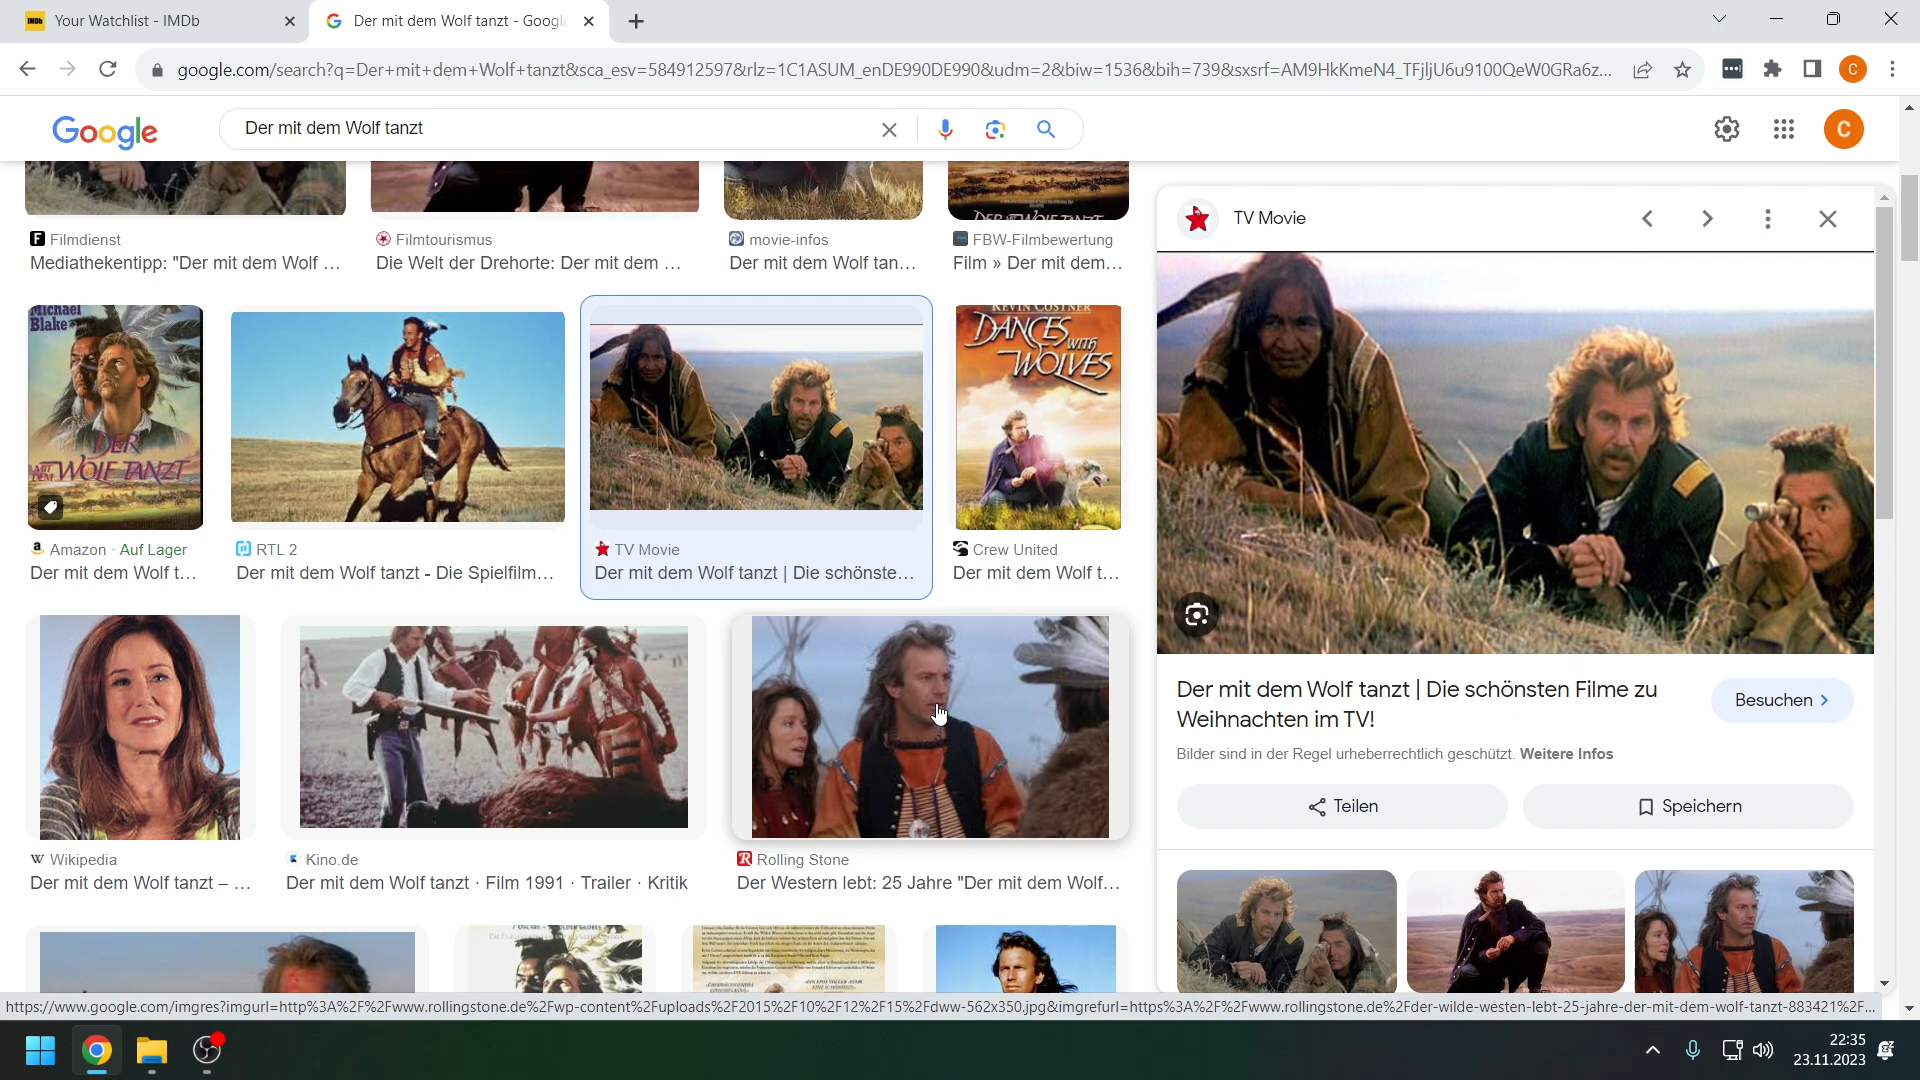 Your Watchlist - IMDb
Der mit dem Wolf tanzt - Googl
google.com/search?q=Der+mit+dem+Wolf+tanzt&sca_esv=584912597&rlz=1C1ASUM_enDE990DE990&udm=2&biw=1536&bih=739&sxsrf=AM9HkKmeN4_TFjljU6u9100QeW0GRa6z...
C
Google
Der mit dem Wolf tanzt
C
DER MIT DEM WOLF TANZT
Filmdienst
Mediathekentipp: "Der mit dem Wolf ...
Filmtourismus
Die Welt der Drehorte: Der mit dem ...
movie-infos
Der mit dem Wolf tan...
FBW-Filmbewertung
Film » Der mit dem...
TV Movie
Michael
Blake
DER
MIT DEM WOLF TANZT
KEVIN COSTNER
DANCES
WITH
WOLVES
Amazon · Auf Lager
Der mit dem Wolf t...
RTL 2
Der mit dem Wolf tanzt - Die Spielfilm...
TV Movie
Der mit dem Wolf tanzt | Die schönste...
Crew United
Der mit dem Wolf t...
Der mit dem Wolf tanzt | Die schönsten Filme zu
Weihnachten im TV!
Besuchen
Bilder sind in der Regel urheberrechtlich geschützt. Weitere Infos
Teilen
Speichern
Wikipedia
Der mit dem Wolf tanzt – ...
Kino.de
Der mit dem Wolf tanzt · Film 1991 · Trailer · Kritik
Rolling Stone
Der Western lebt: 25 Jahre "Der mit dem Wolf...
https://www.google.com/imgres?imgurl=http%3A%2F%2Fwww.rollingstone.de%2Fwp-content%2Fuploads%2F2015%2F10%2F12%2F15%2Fdww-562x350.jpg&imgrefurl=https%3A%2F%2Fwww.rollingstone.de%2Fder-wilde-westen-lebt-25-jahre-der-mit-dem-wolf-tanzt-883421%2F...
22:35
23.11.2023